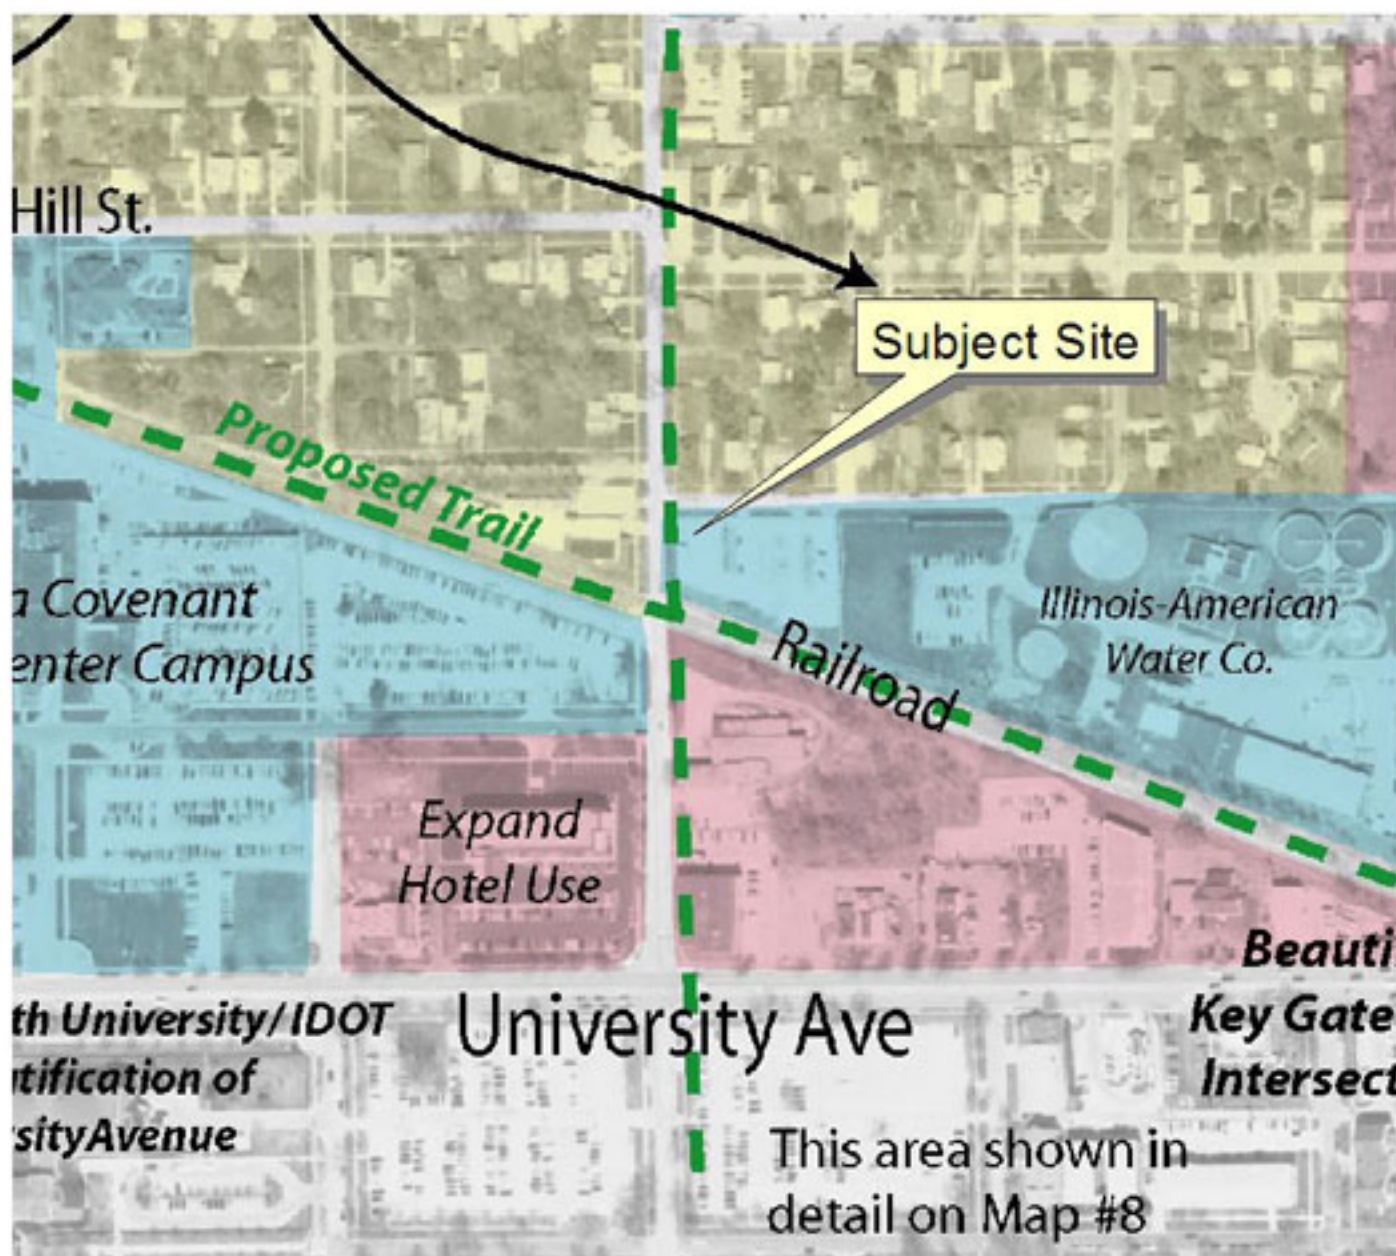 Hill St.
Subject Site
Proposed Trail
a Covenant
enter Campus
Illinois-American
Water Co.
Railroad
Expand
Hotel Use
Beauti
Key Gate
Intersect
th University/IDOT
tification of
sityAvenue
University Ave
This area shown in
detail on Map #8